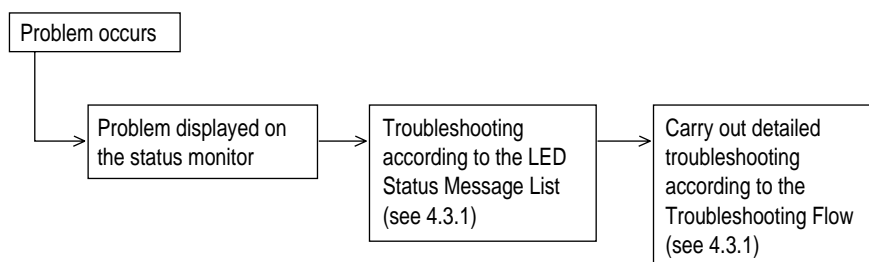 Problem occurs
Problem displayed on
the status monitor
Troubleshooting
according to the LED
Status Message List
(see 4.3.1)
Carry out detailed
troubleshooting
according to the
Troubleshooting Flow
(see 4.3.1)